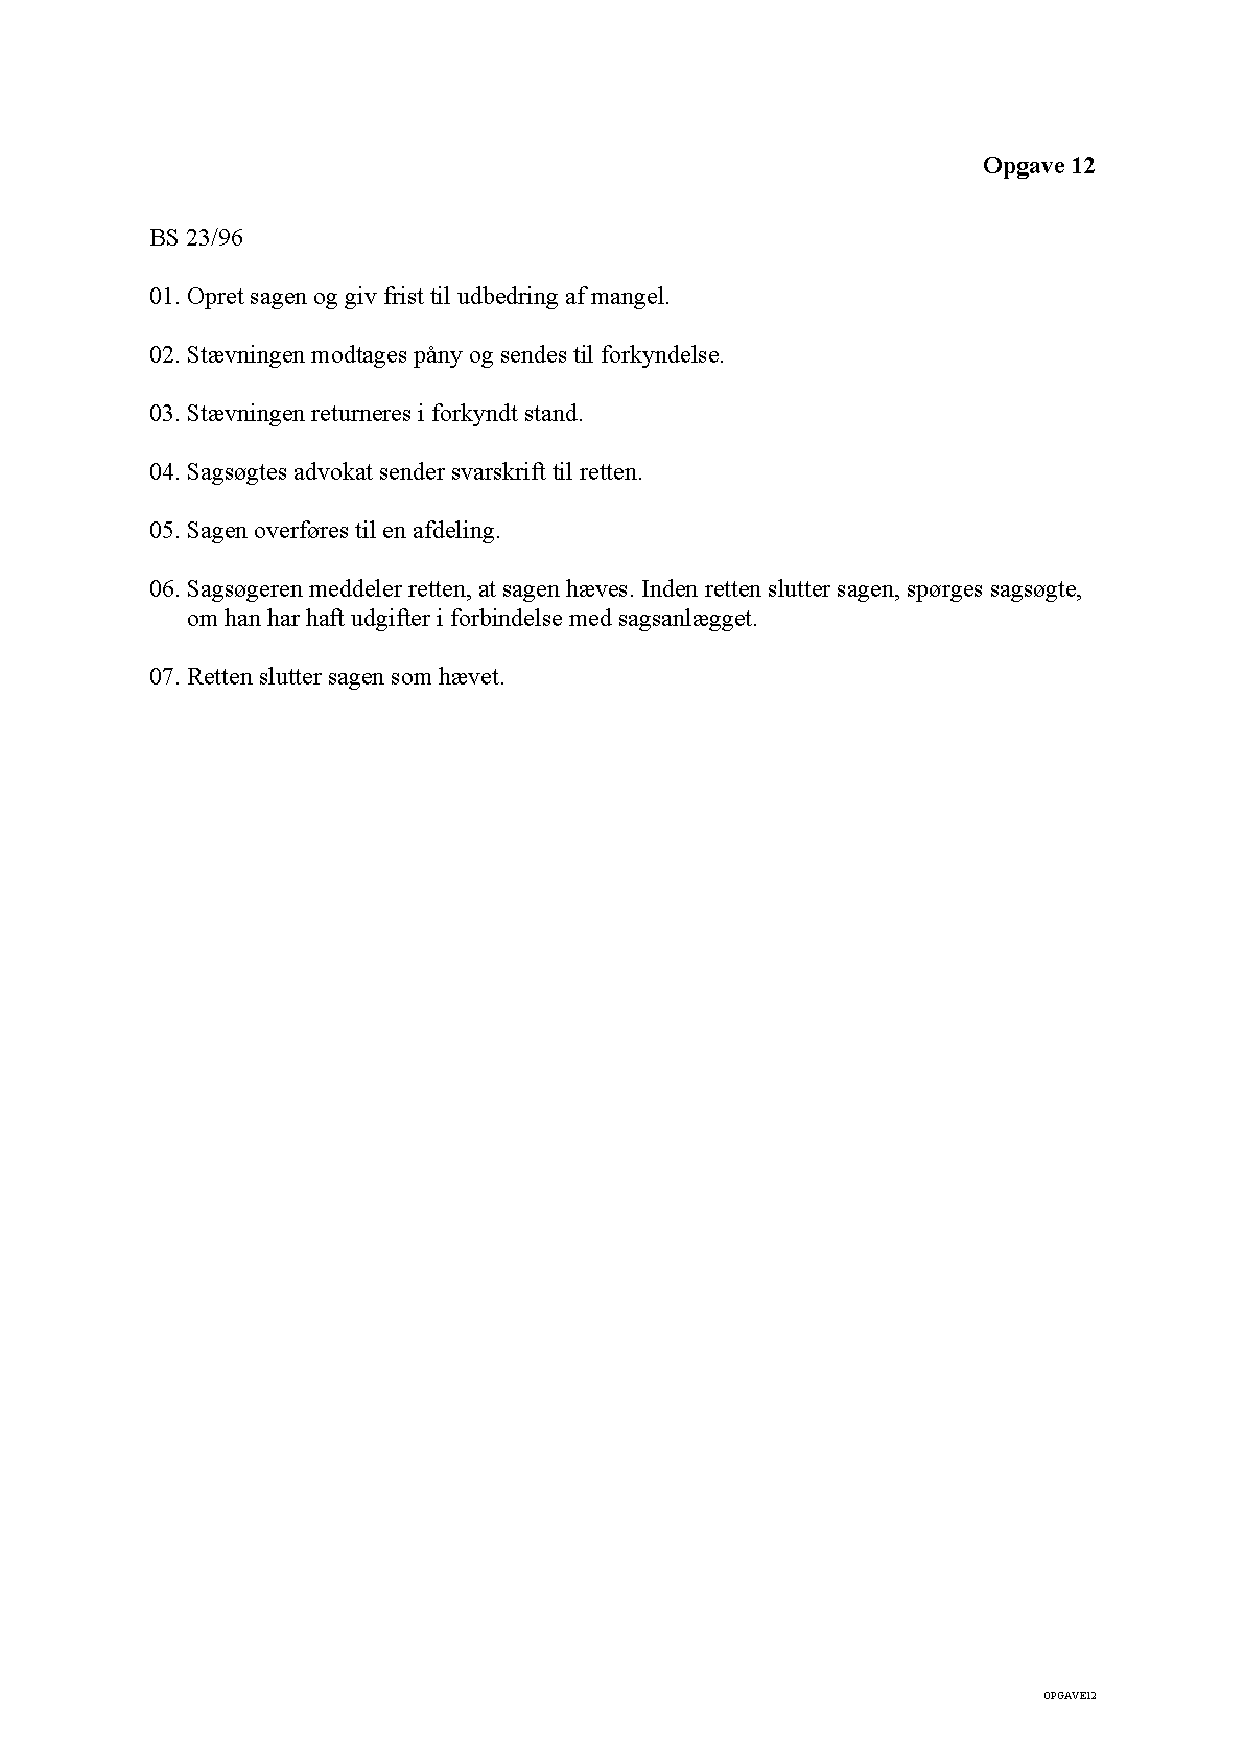 Opgave 12
BS 23/96
01. Opret sagen og giv frist til udbedring af mangel.
02. Stævningen modtages påny og sendes til forkyndelse.
03. Stævningen returneres i forkyndt stand.
04. Sagsøgtes advokat sender svarskrift til retten.
05. Sagen overføres til en afdeling.
06. Sagsøgeren meddeler retten, at sagen hæves. Inden retten slutter sagen, spørges sagsøgte,
om han har haft udgifter i forbindelse med sagsanlægget.
07. Retten slutter sagen som hævet.
OPGAVE12